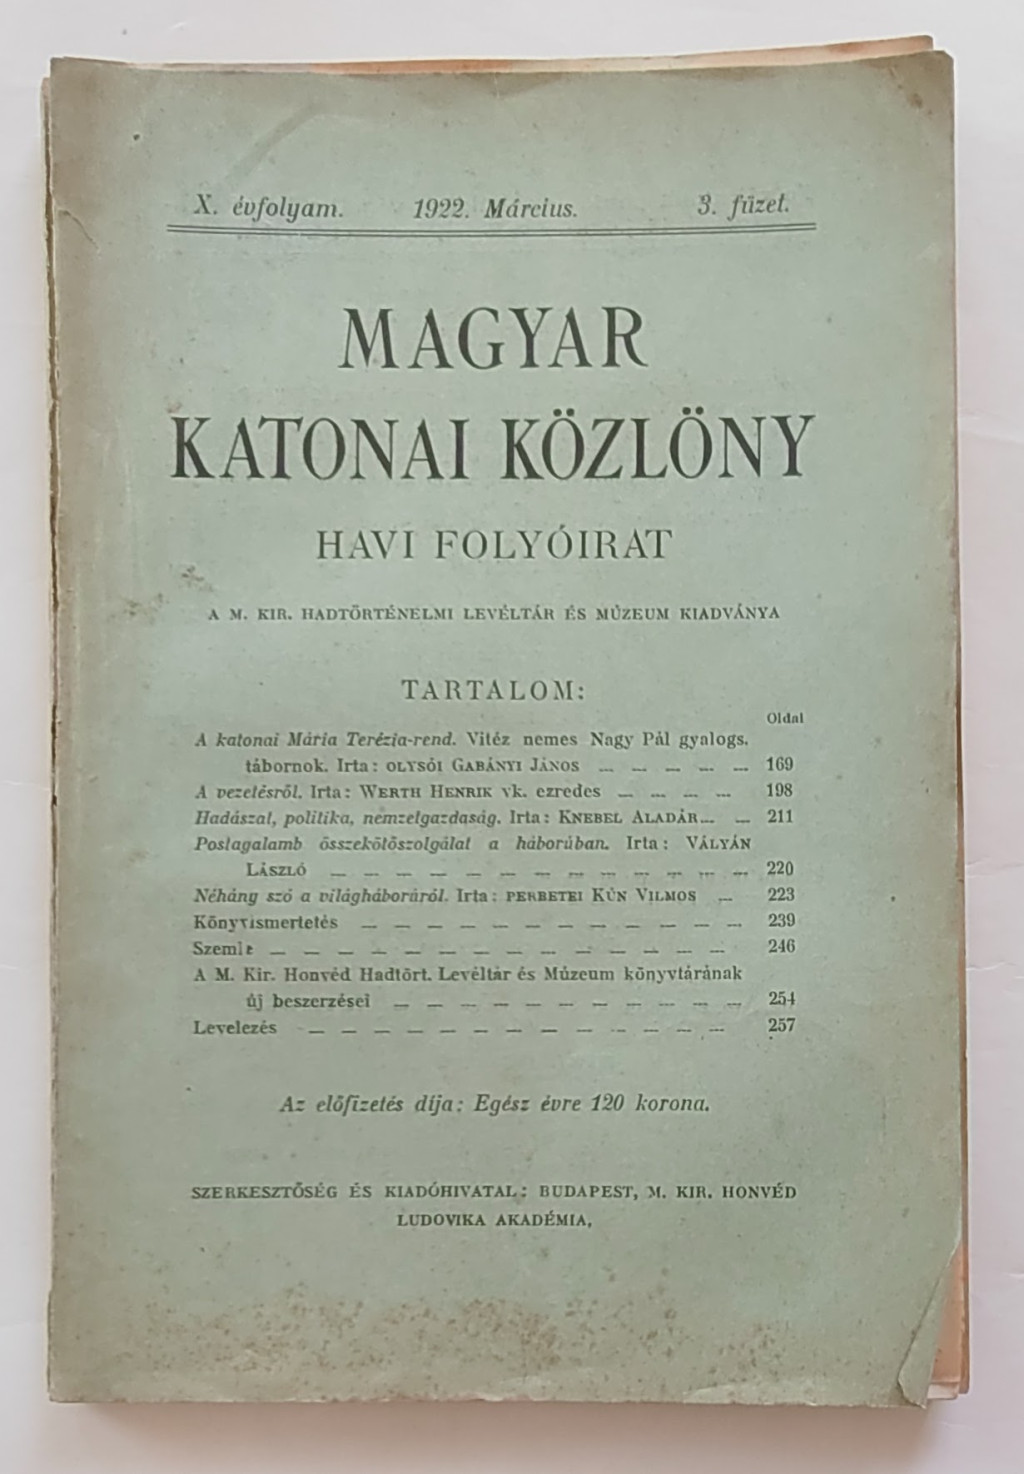 X. évfolyam. 1922. Március. 3. füzet.
MAGYAR
KATONAI KÖZLÖNY
HAVI FOLYÓIRAT
A M. KIR. HADTÖRTÉNELMI LEVÉLTÁR ÉS MÚZEUM KIADVÁNYA
TARTALOM:
Oldal
A katonai Mária Terézia-rend. Vitéz nemes Nagy Pál gyalogs.
tábornok. Irta: OLYSÓI GABÁNYI JÁNOS — — — — — 169
A vezetésről. Irta: WERTH HENRIK vk. ezredes — — — — 198
Hadászat, politika, nemzetgazdaság. Irta: KNEBEL ALADÁR — — 211
Postagalamb összekötőszolgálat a háborúban. Irta: VÁLYÁN
LÁSZLÓ — — — — — — — — — — — — — 220
Néhány szó a világháborúról. Irta: PERBETEI KÚN VILMOS — 223
Könyvismertetés — — — — — — — — — — — — 239
Szemle — — — — — — — — — — — — — — 246
A M. Kir. Honvéd Hadtört. Levéltár és Múzeum könyvtárának
új beszerzései — — — — — — — — — — — 254
Levelezés — — — — — — — — — — — — — 257
Az előfizetés díja: Egész évre 120 korona.
SZERKESZTŐSÉG ÉS KIADÓHIVATAL: BUDAPEST, M. KIR. HONVÉD
LUDOVIKA AKADÉMIA,